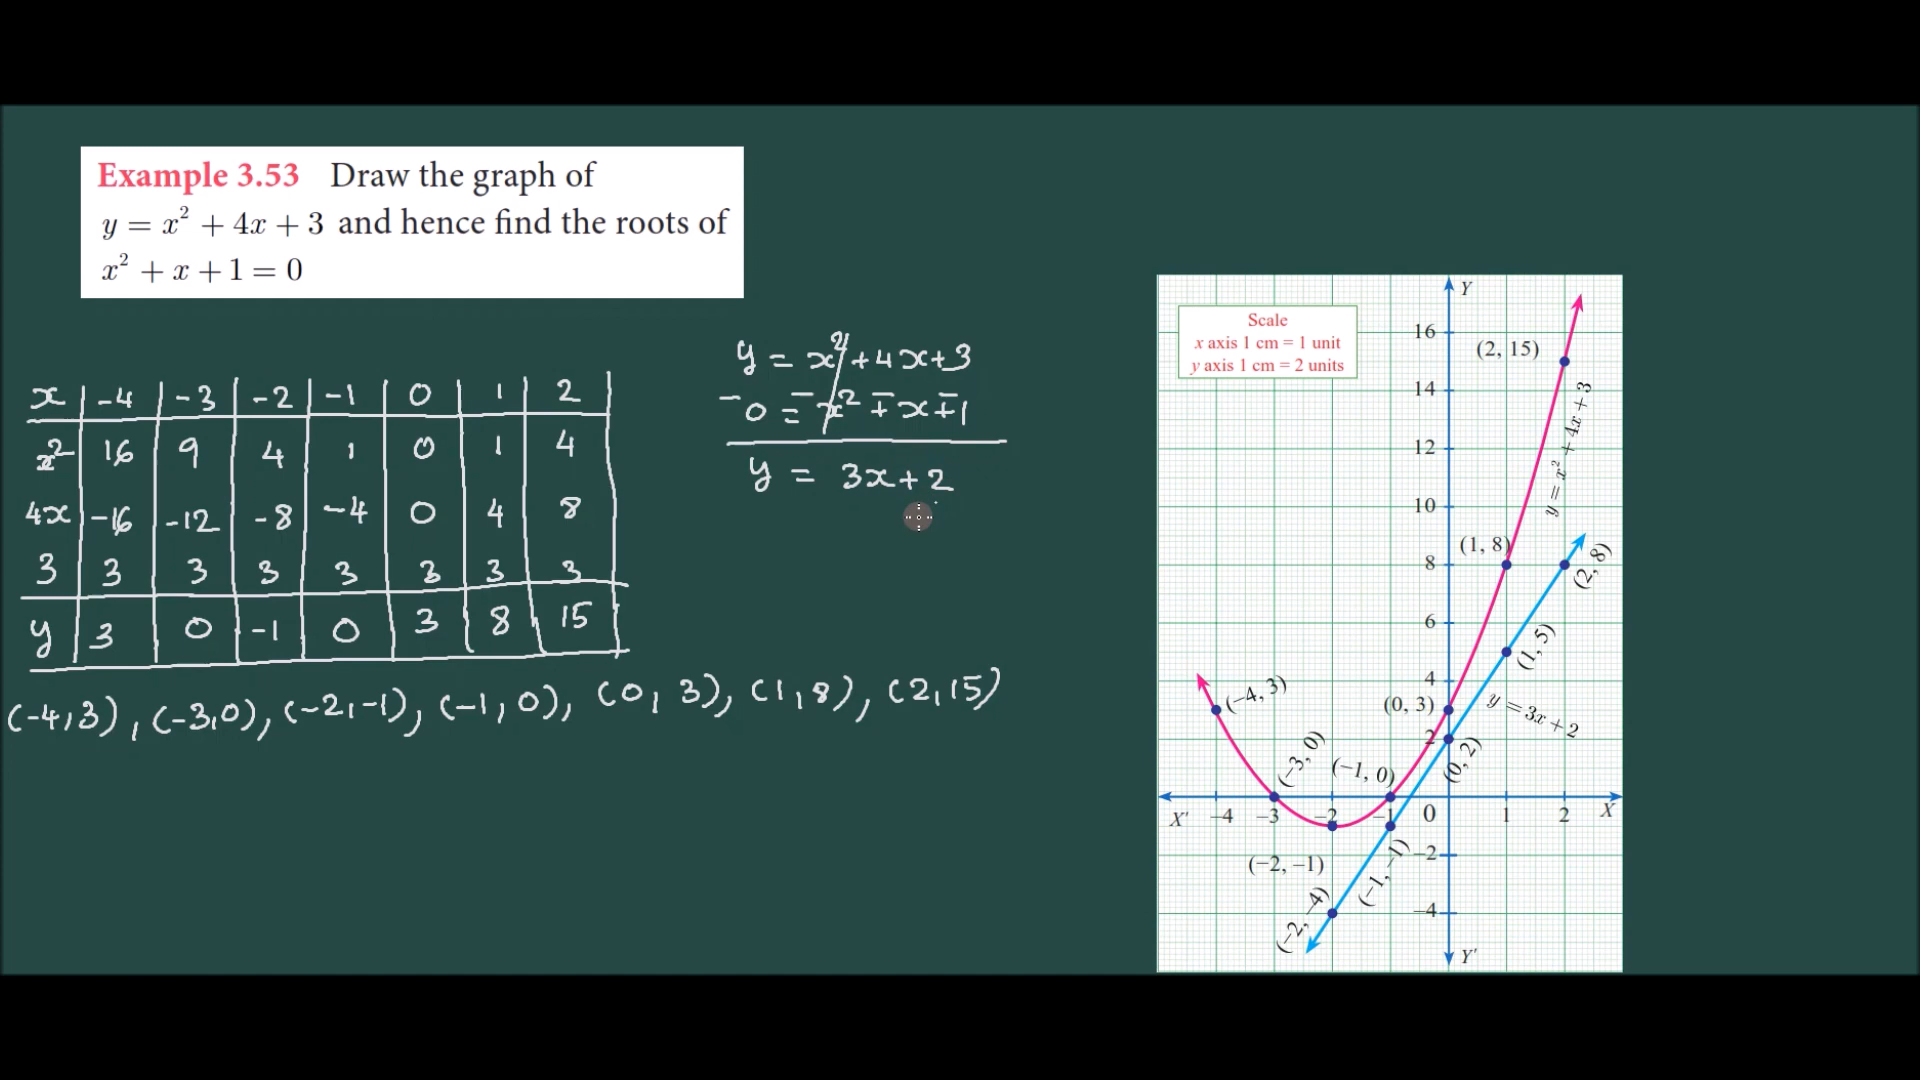 Example 3.53 Draw the graph of
y = x² + 4x + 3 and hence find the roots of
x² + x + 1 = 0
x -4 -3 -2 -1 0 1 2
x² 16 9 4 1 0 1 4
4x -16 -12 -8 -4 0 4 8
3 3 3 3 3 3 3 3
y 3 0 -1 0 3 8 15
(-4,3), (-3,0), (-2,-1), (-1,0), (0,3), (1,8), (2,15)
y = x² + 4x + 3
- 0 = - x² ∓ x ∓ 1
y = 3x + 2
Scale
x axis 1 cm = 1 unit
y axis 1 cm = 2 units
Y
16
(2, 15)
14
12
y = x² + 4x + 3
10
(1, 8)
8
(2, 8)
6
(1, 5)
4
(−4, 3)
(0, 3)
y = 3x + 2
2
(0, 2)
(−3, 0)
(−1, 0)
X' −4 −3 −2 −1 0 1 2 X
(−2, −1)
−2
(−1, −1)
−4
(−2, −4)
Y'